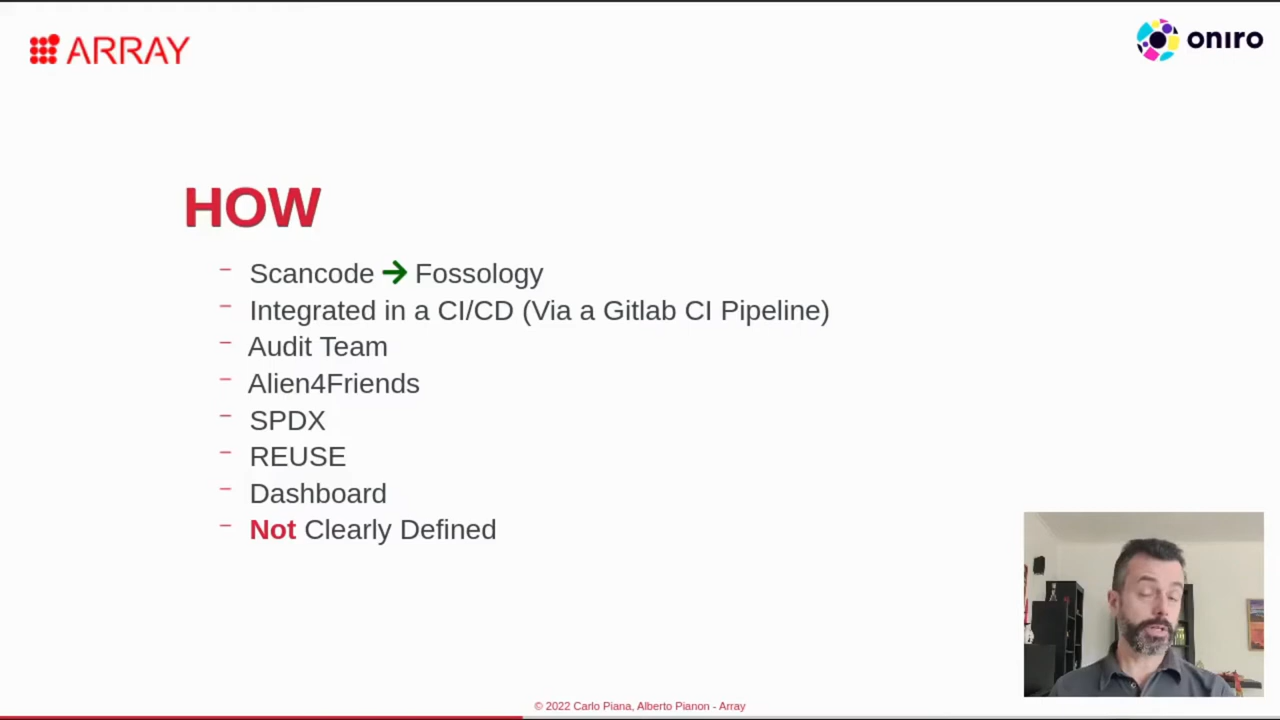 ARRAY
oniro
HOW
Scancode → Fossology
Integrated in a CI/CD (Via a Gitlab CI Pipeline)
Audit Team
Alien4Friends
SPDX
REUSE
Dashboard
Not Clearly Defined
© 2022 Carlo Piana, Alberto Pianon - Array